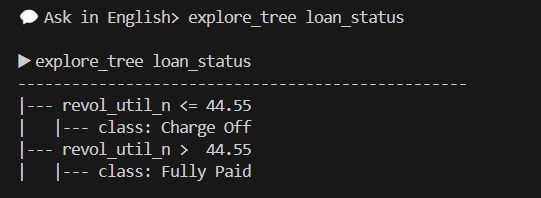 💬 Ask in English> explore_tree loan_status
▶ explore_tree loan_status
--------------------------------------------------
|--- revol_util_n <= 44.55
|   |--- class: Charge Off
|--- revol_util_n >  44.55
|   |--- class: Fully Paid